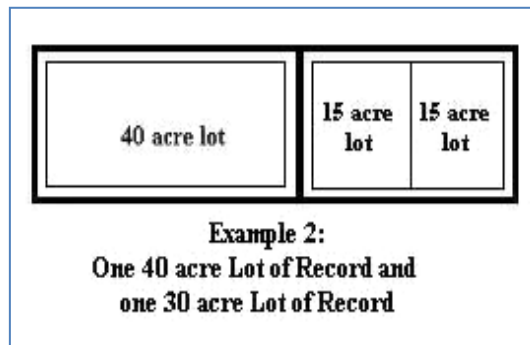 40 acre lot
15 acre
lot
15 acre
lot
Example 2:
One 40 acre Lot of Record and
one 30 acre Lot of Record